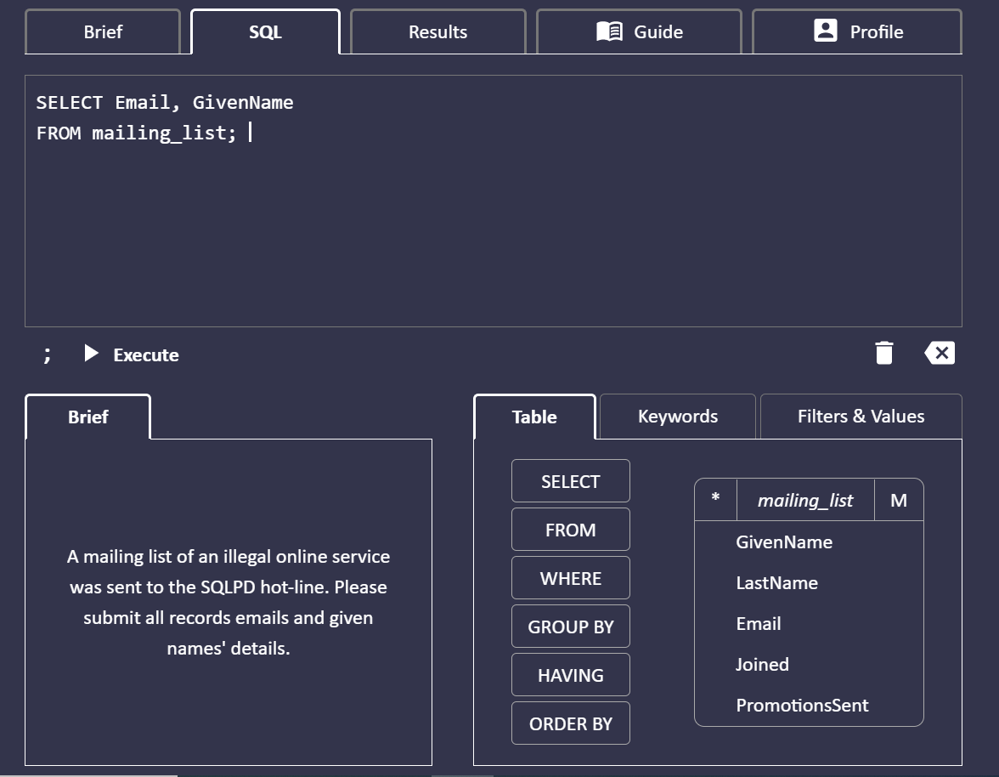 Brief
SQL
Results
Guide
Profile
SELECT Email, GivenName
FROM mailing_list;
;
Execute
Brief
A mailing list of an illegal online service
was sent to the SQLPD hot-line. Please
submit all records emails and given
names' details.
Table
Keywords
Filters & Values
SELECT
FROM
WHERE
GROUP BY
HAVING
ORDER BY
* mailing_list M
GivenName
LastName
Email
Joined
PromotionsSent